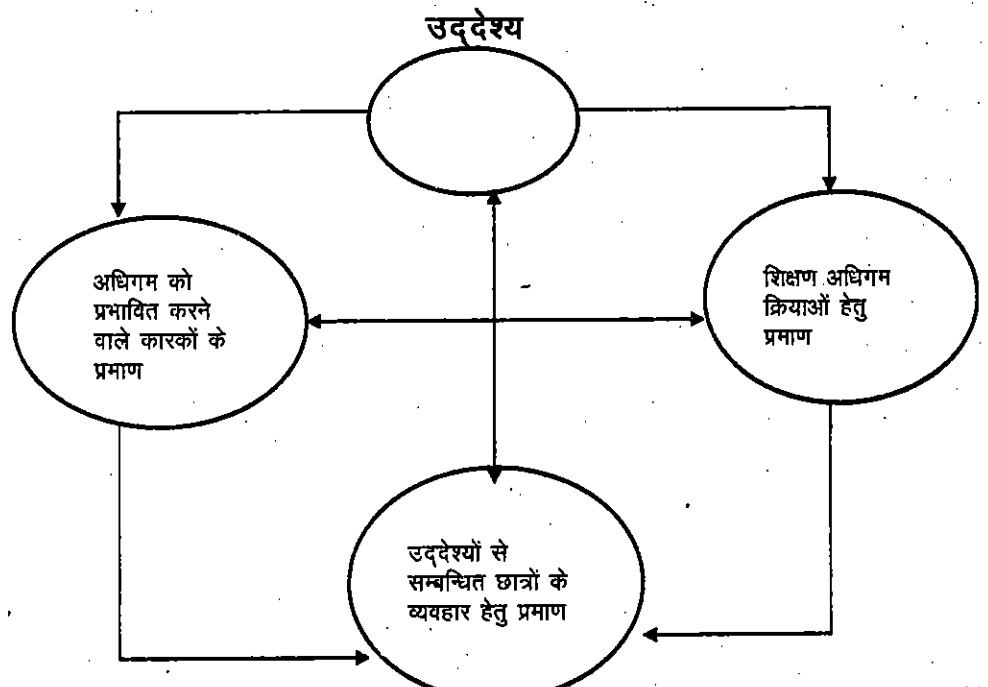 उद्देश्य
अधिगम को
प्रभावित करने
वाले कारकों के
प्रमाण
शिक्षण अधिगम
क्रियाओं हेतु
प्रमाण
उद्देश्यों से
सम्बन्धित छात्रों के
व्यवहार हेतु प्रमाण